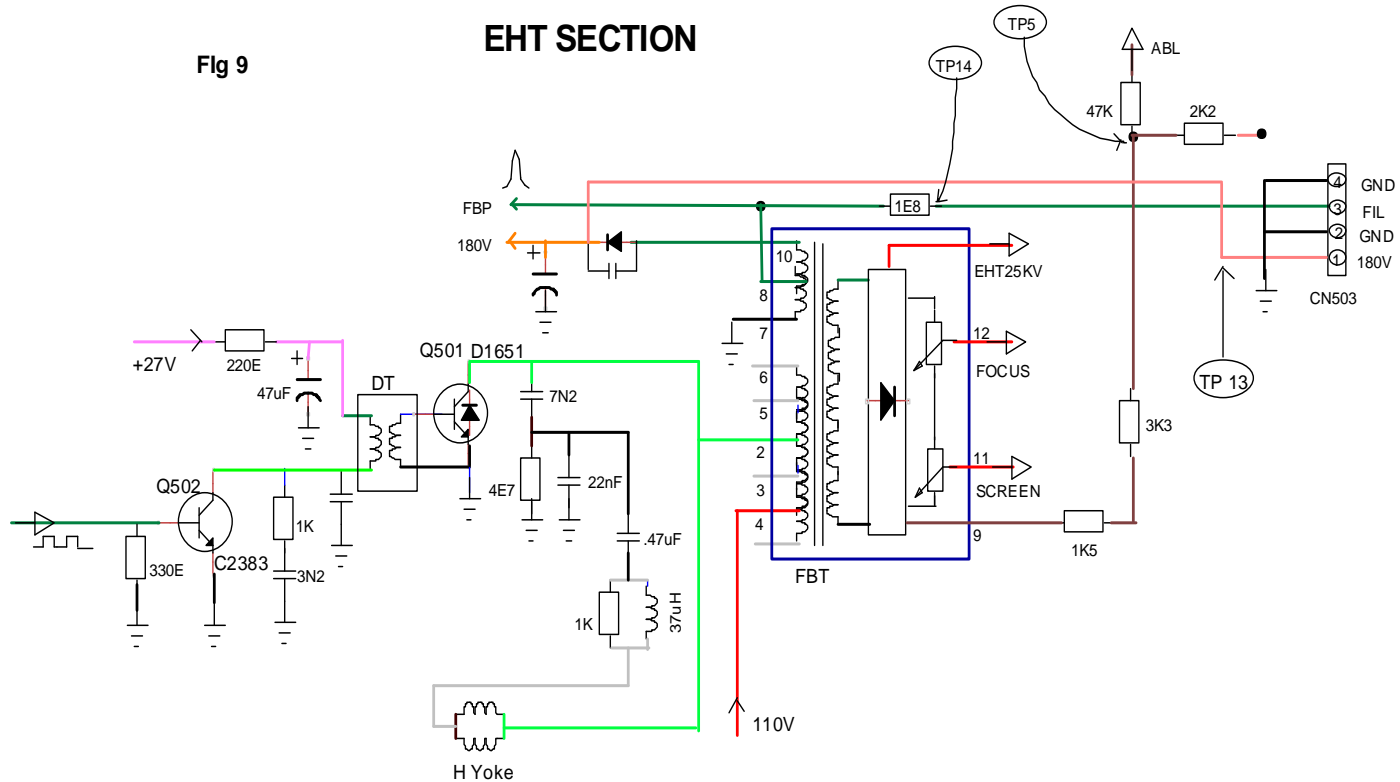 EHT SECTION
FIg 9
TP5
TP14
ABL
47K
2K2
4
GND
FBP
1E8
3
FIL
2
GND
180V
+
10
EHT25KV
1
180V
8
CN503
7
12
FOCUS
TP 13
+27V
220E
+
47uF
Q501
D1651
DT
7N2
6
5
2
3
4
3K3
4E7
22nF
11
SCREEN
Q502
1K
C2383
330E
3N2
.47uF
9
1K5
FBT
1K
37uH
110V
H Yoke